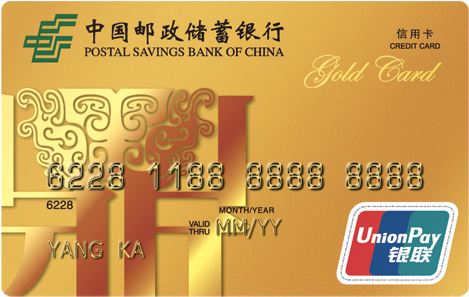 中国邮政储蓄银行
POSTAL SAVINGS BANK OF CHINA
信用卡
CREDIT CARD
Gold Card
6228 1188 8888 8888
6228
MONTH/YEAR
VALID THRU MM/YY
YANG KA
UnionPay
银联